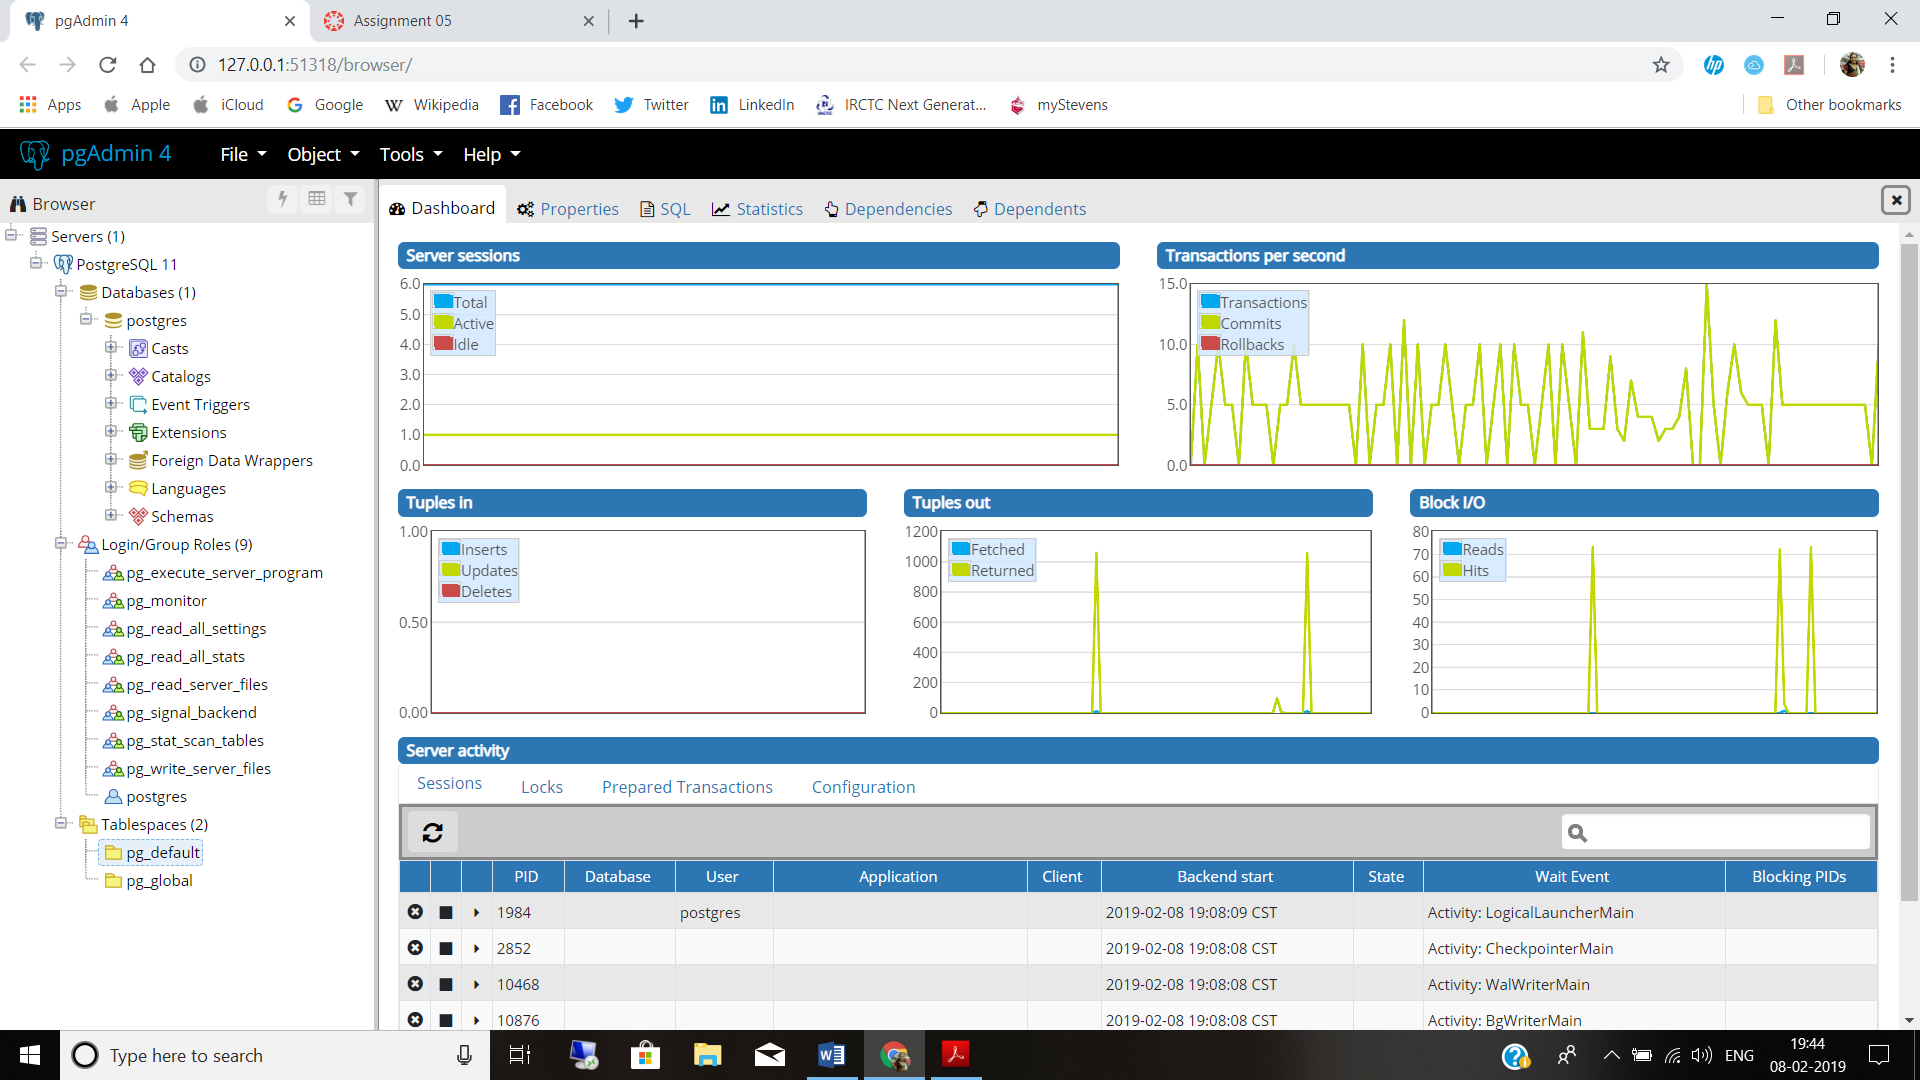 pgAdmin 4
Assignment 05
127.0.0.1:51318/browser/
hp
Apps Apple iCloud Google Wikipedia Facebook Twitter LinkedIn IRCTC Next Generat... myStevens Other bookmarks
pgAdmin 4 File Object Tools Help
Browser
Servers (1)
PostgreSQL 11
Databases (1)
postgres
Casts
Catalogs
Event Triggers
Extensions
Foreign Data Wrappers
Languages
Schemas
Login/Group Roles (9)
pg_execute_server_program
pg_monitor
pg_read_all_settings
pg_read_all_stats
pg_read_server_files
pg_signal_backend
pg_stat_scan_tables
pg_write_server_files
postgres
Tablespaces (2)
pg_default
pg_global
Dashboard Properties SQL Statistics Dependencies Dependents
Server sessions
6.0
5.0
4.0
3.0
2.0
1.0
0.0
Total
Active
Idle
Transactions per second
15.0
10.0
5.0
0.0
Transactions
Commits
Rollbacks
Tuples in
1.00
0.50
0.00
Inserts
Updates
Deletes
Tuples out
1200
1000
800
600
400
200
0
Fetched
Returned
Block I/O
80
70
60
50
40
30
20
10
0
Reads
Hits
Server activity
Sessions Locks Prepared Transactions Configuration
PID Database User Application Client Backend start State Wait Event Blocking PIDs
1984 postgres 2019-02-08 19:08:09 CST Activity: LogicalLauncherMain
2852 2019-02-08 19:08:08 CST Activity: CheckpointerMain
10468 2019-02-08 19:08:08 CST Activity: WalWriterMain
10876 2019-02-08 19:08:08 CST Activity: BgWriterMain
Type here to search
ENG
19:44
08-02-2019